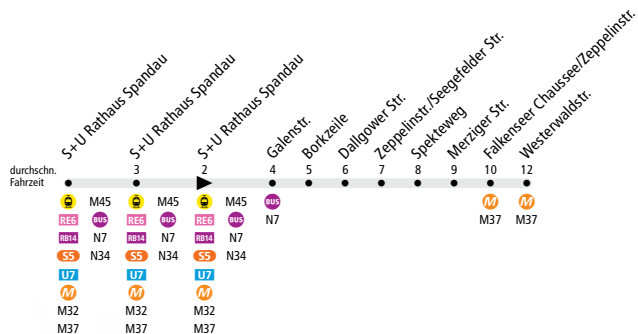 S+U Rathaus Spandau
S+U Rathaus Spandau
S+U Rathaus Spandau
Galenstr.
Borkzeile
Dallgower Str.
Zeppelinstr./Seegefelder Str.
Spekteweg
Merziger Str.
Falkenseer Chaussee/Zeppelinstr.
Westerwaldstr.
durchschn. 3 2 4 5 6 7 8 9 10 12
Fahrzeit
M45 M45 M45 BUS M M
RE6 BUS RE6 BUS RE6 BUS N7 M37 M37
RB14 N7 RB14 N7 RB14 N7
S5 N34 S5 N34 S5 N34
U7 U7 U7
M M M
M32 M32 M32
M37 M37 M37